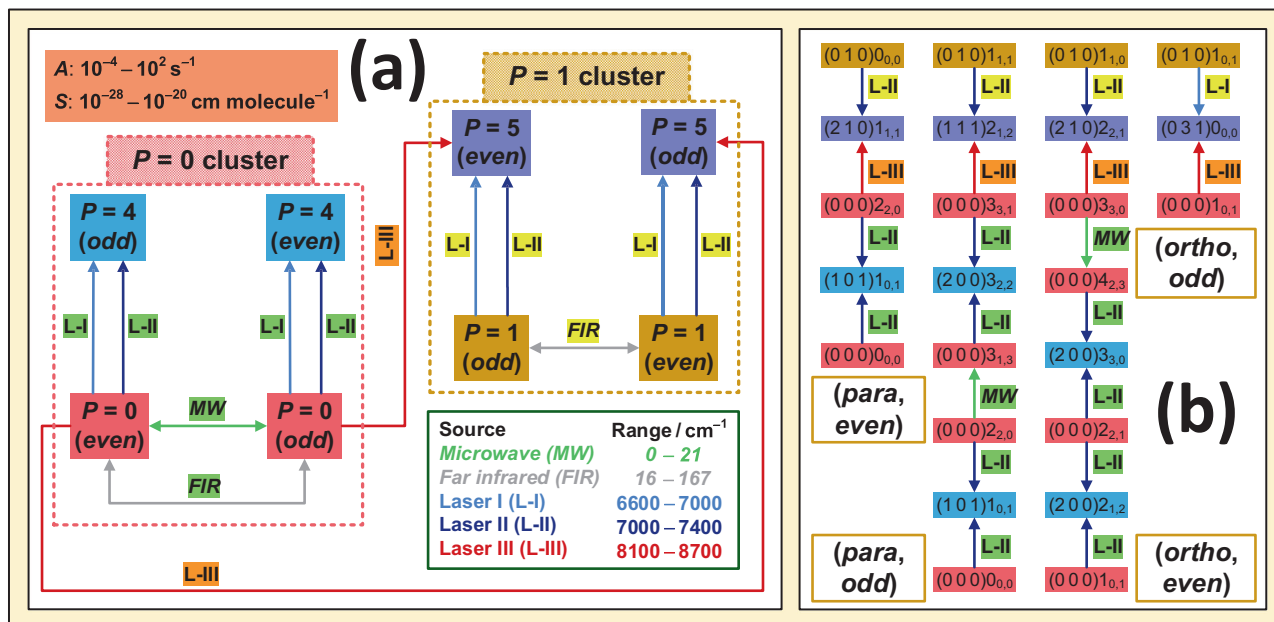 (a)
A: 10⁻⁴ – 10² s⁻¹
S: 10⁻²⁸ – 10⁻²⁰ cm molecule⁻¹
P = 0 cluster
P = 4
(odd)
P = 4
(even)
L-I
L-II
L-I
L-II
P = 0
(even)
MW
P = 0
(odd)
FIR
L-III
L-III
P = 1 cluster
P = 5
(even)
P = 5
(odd)
L-I
L-II
L-I
L-II
P = 1
(odd)
FIR
P = 1
(even)
Source Range / cm⁻¹
Microwave (MW) 0 – 21
Far infrared (FIR) 16 – 167
Laser I (L-I) 6600 – 7000
Laser II (L-II) 7000 – 7400
Laser III (L-III) 8100 – 8700
(b)
(0 1 0)0₀,₀
L-II
(2 1 0)1₁,₁
L-III
(0 0 0)2₂,₀
L-II
(1 0 1)1₀,₁
L-II
(0 0 0)0₀,₀
(para,
even)
(0 1 0)1₁,₁
L-II
(1 1 1)2₁,₂
L-III
(0 0 0)3₃,₁
L-II
(2 0 0)3₂,₂
L-II
(0 0 0)3₁,₃
MW
(0 0 0)2₂,₀
L-II
(1 0 1)1₀,₁
L-II
(0 0 0)0₀,₀
(para,
odd)
(0 1 0)1₁,₀
L-II
(2 1 0)2₂,₁
L-III
(0 0 0)3₃,₀
MW
(0 0 0)4₂,₃
L-II
(2 0 0)3₃,₀
L-II
(0 0 0)2₂,₁
L-II
(2 0 0)2₁,₂
L-II
(0 0 0)1₀,₁
(ortho,
even)
(0 1 0)1₀,₁
L-I
(0 3 1)0₀,₀
L-III
(0 0 0)1₀,₁
(ortho,
odd)